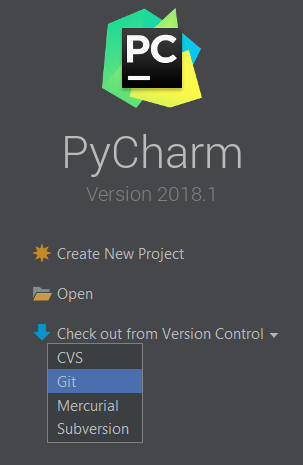 PC
PyCharm
Version 2018.1
Create New Project
Open
Check out from Version Control
CVS
Git
Mercurial
Subversion